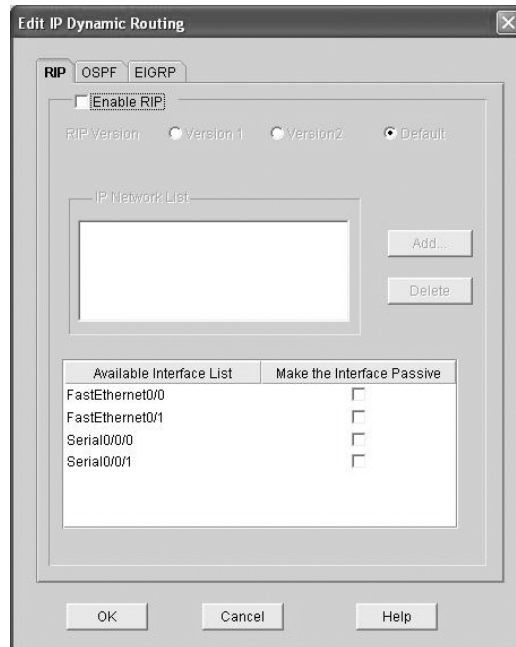 Edit IP Dynamic Routing
RIP OSPF EIGRP
Enable RIP
RIP Version Version 1 Version2 Default
IP Network List
Add...
Delete
Available Interface List Make the Interface Passive
FastEthernet0/0
FastEthernet0/1
Serial0/0/0
Serial0/0/1
OK Cancel Help